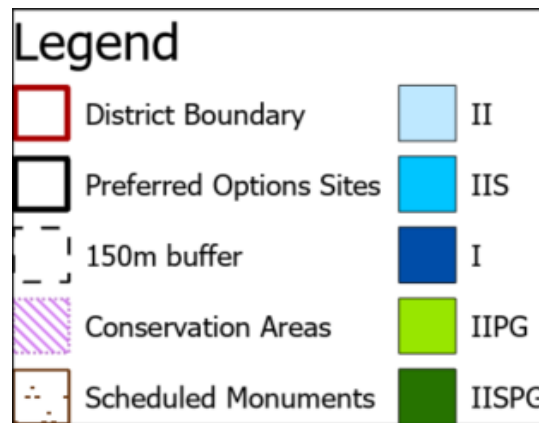 Legend
District Boundary
Preferred Options Sites
150m buffer
Conservation Areas
Scheduled Monuments
II
IIS
I
IIPG
IISPG